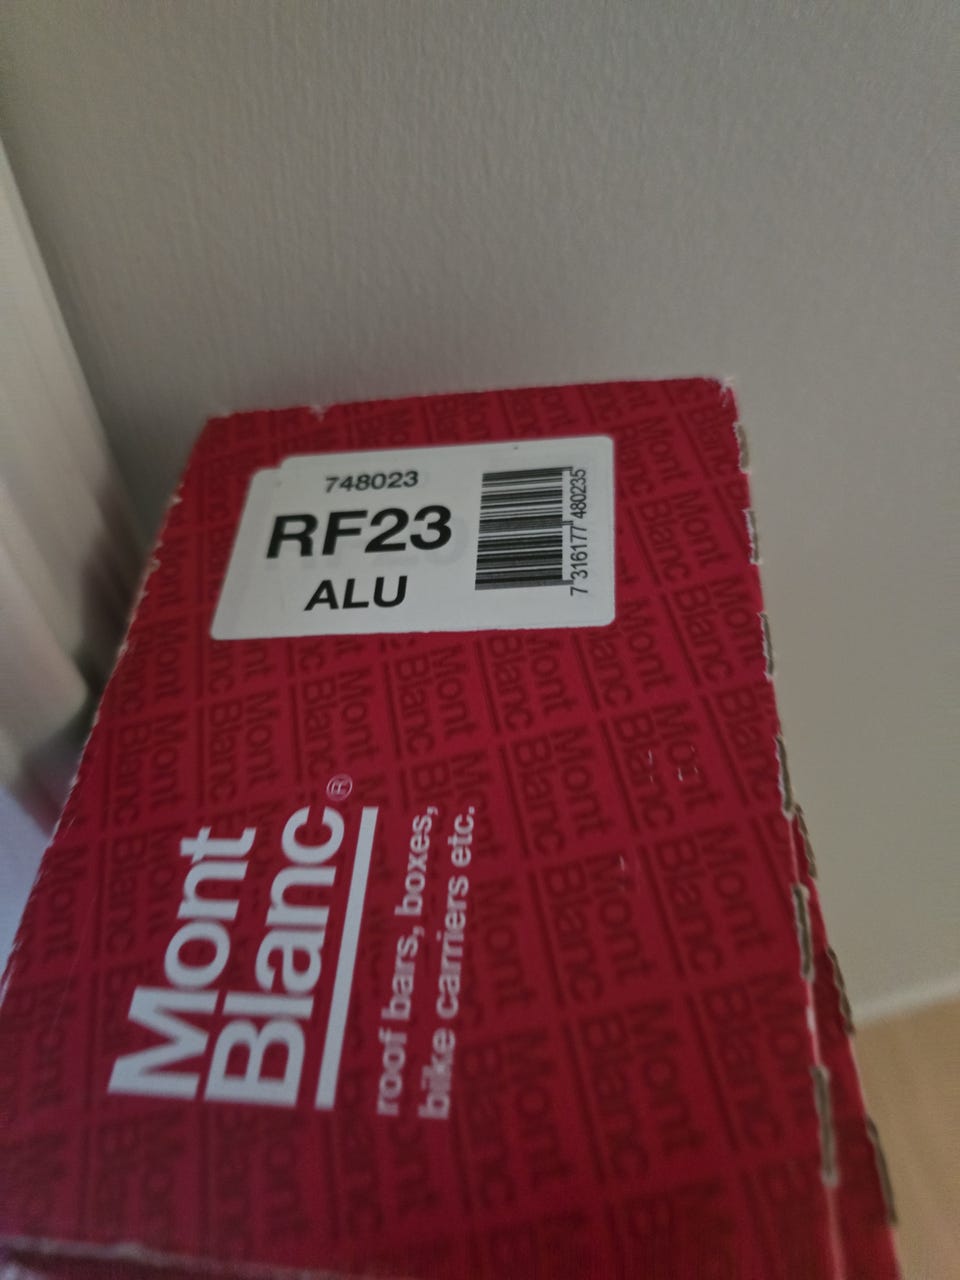 748023
RF23
ALU
7 316177 480235
Mont
Blanc®
roof bars, boxes,
bike carriers etc.